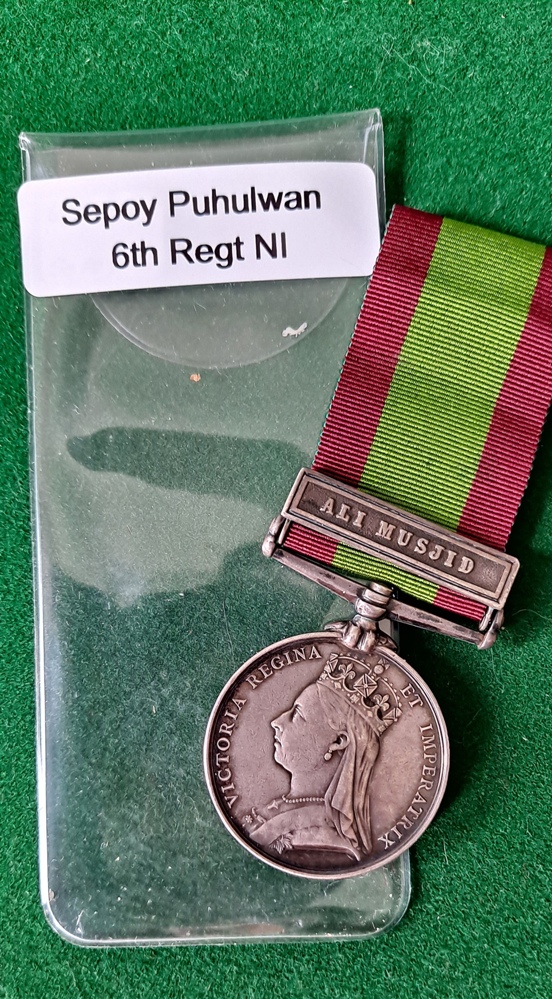 Sepoy Puhulwan
6th Regt NI
ALI MUSJID
VICTORIA REGINA ET IMPERATRIX